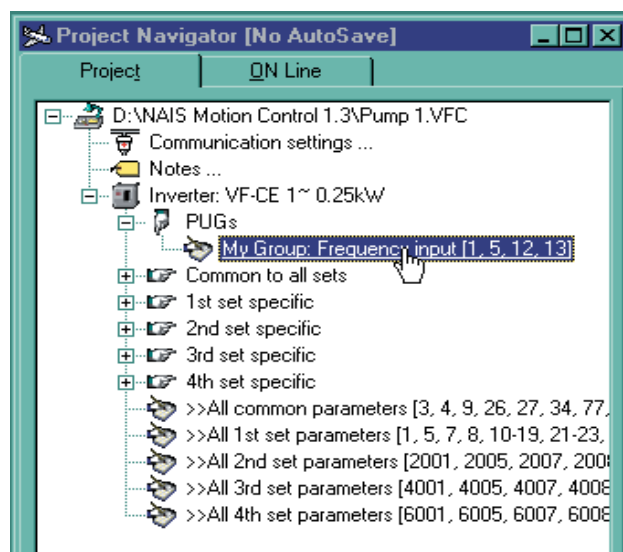 Project Navigator [No AutoSave]
Project ON Line
D:\NAIS Motion Control 1.3\Pump 1.VFC
Communication settings ...
Notes ...
Inverter: VF-CE 1~ 0.25kW
PUGs
My Group: Frequency input [1, 5, 12, 13]
Common to all sets
1st set specific
2nd set specific
3rd set specific
4th set specific
>>All common parameters [3, 4, 9, 26, 27, 34, 77,
>>All 1st set parameters [1, 5, 7, 8, 10-19, 21-23,
>>All 2nd set parameters [2001, 2005, 2007, 2008
>>All 3rd set parameters [4001, 4005, 4007, 4008
>>All 4th set parameters [6001, 6005, 6007, 6008